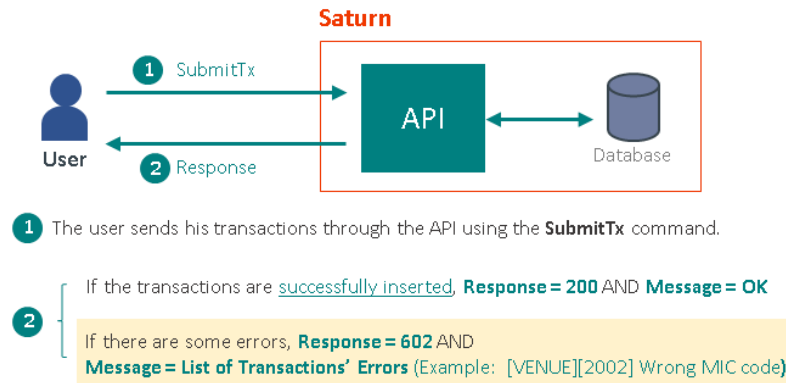 Saturn
1 SubmitTx
API
User
Database
2 Response
1 The user sends his transactions through the API using the SubmitTx command.
2
If the transactions are successfully inserted, Response = 200 AND Message = OK
If there are some errors, Response = 602 AND
Message = List of Transactions’ Errors (Example: [VENUE][2002] Wrong MIC code)